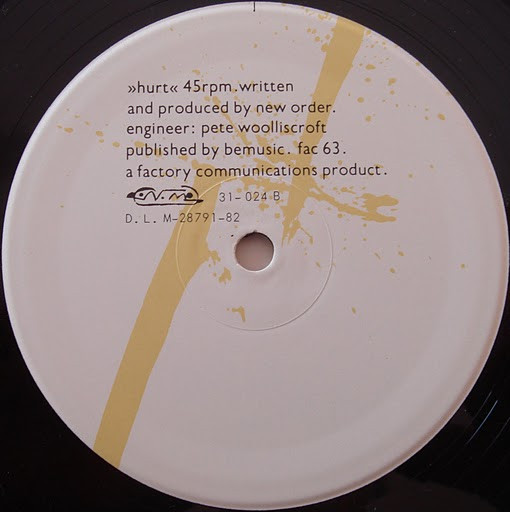 »hurt« 45rpm.written
and produced by new order.
engineer: pete woolliscroft
published by bemusic. fac 63.
a factory communications product.
N.M. 31-024 B
D. L. M-28791-82